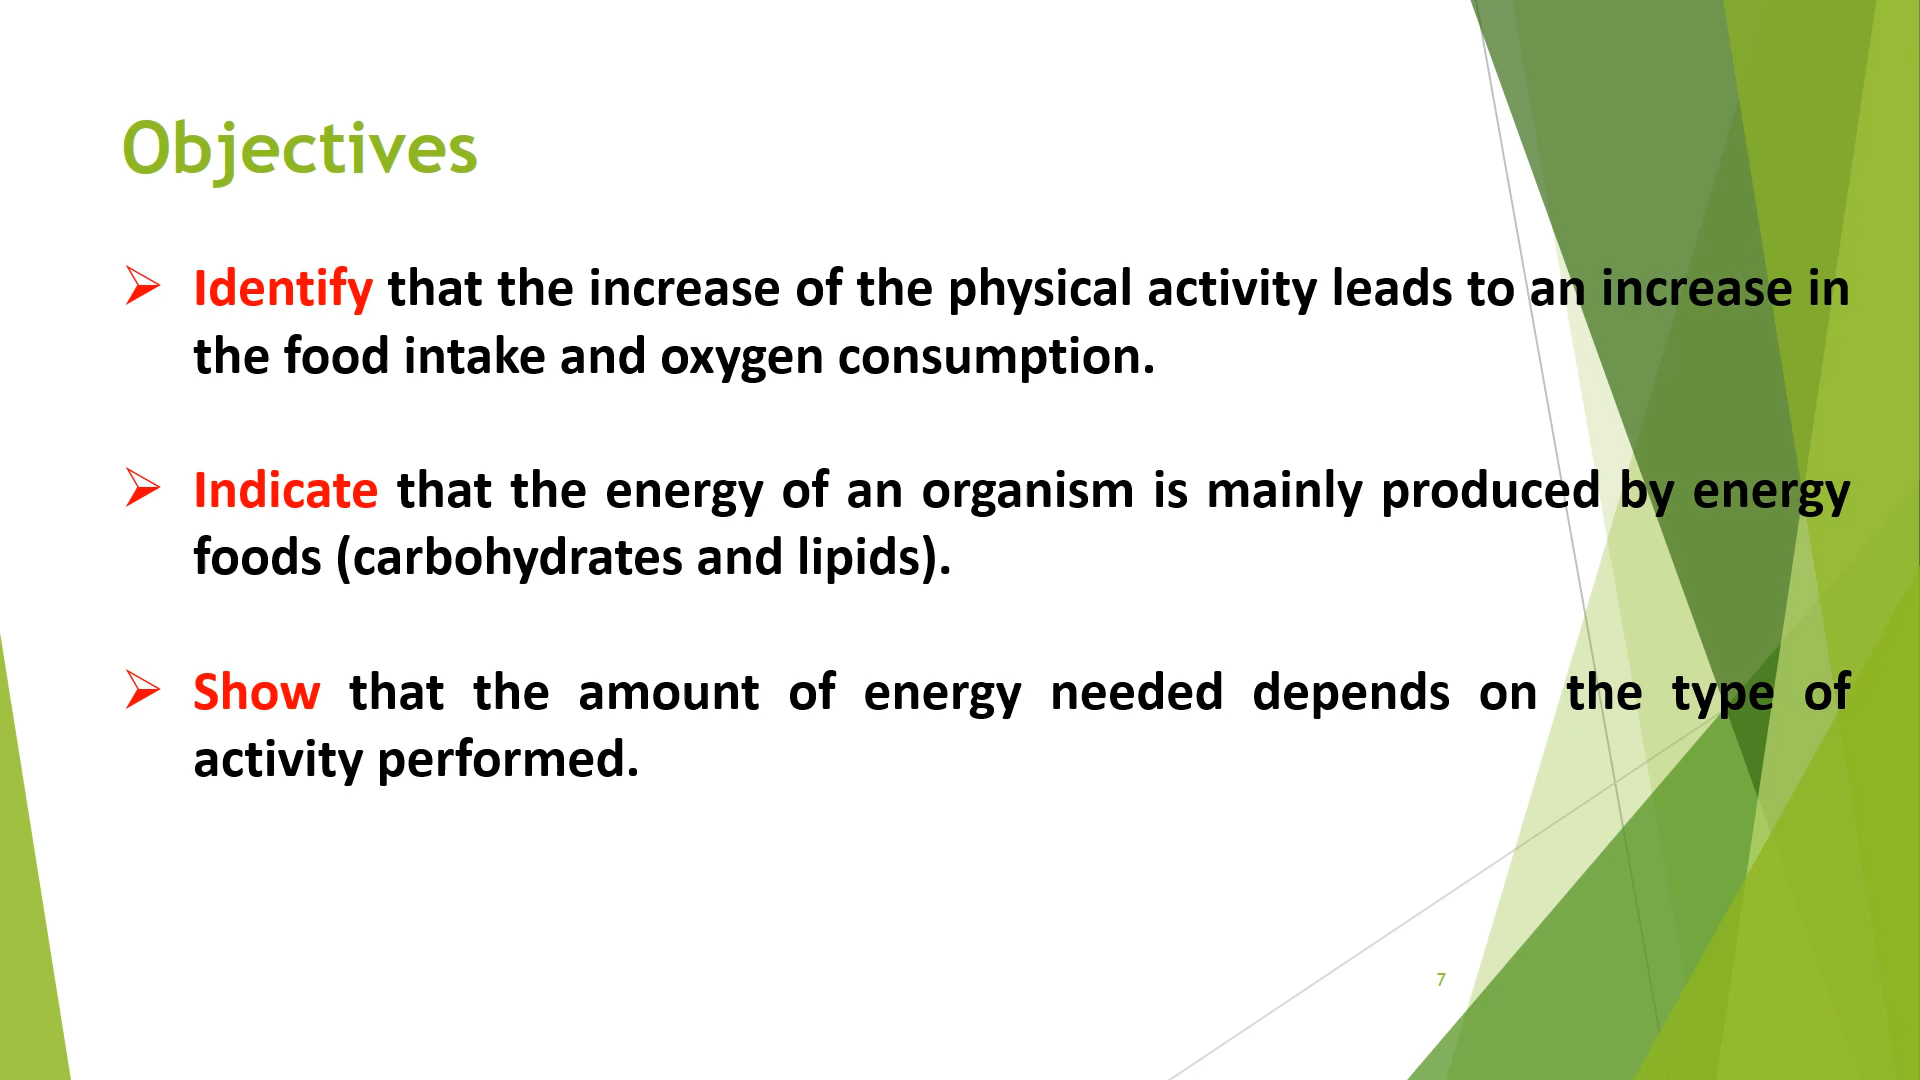 Objectives
➢ Identify that the increase of the physical activity leads to an increase in
the food intake and oxygen consumption.
➢ Indicate that the energy of an organism is mainly produced by energy
foods (carbohydrates and lipids).
➢ Show that the amount of energy needed depends on the type of
activity performed.
7